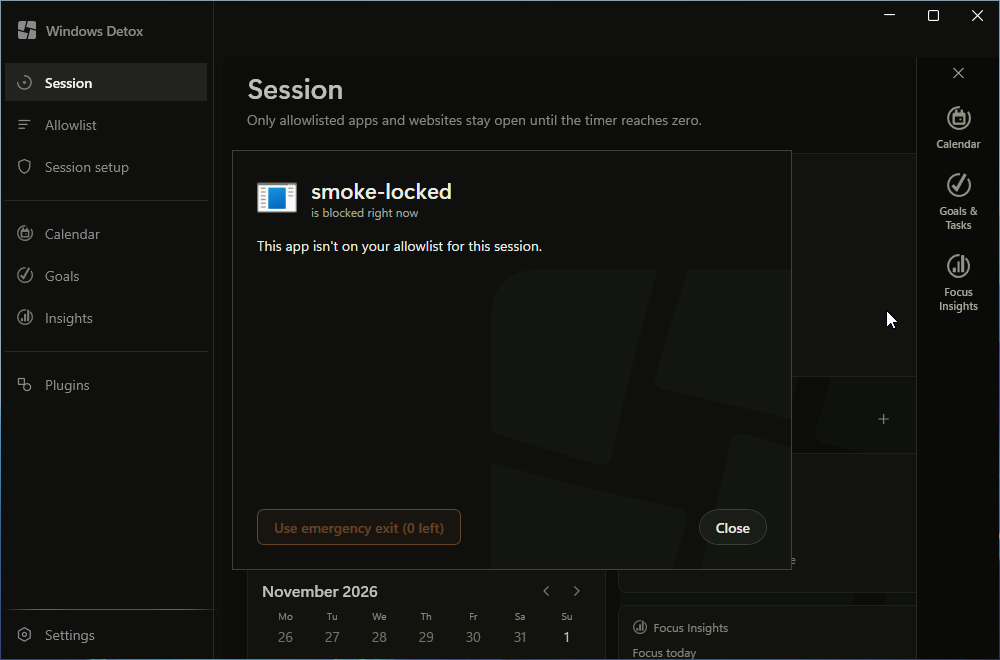 Windows Detox
Session
Allowlist
Session setup
Calendar
Goals
Insights
Plugins
Settings
Session
Only allowlisted apps and websites stay open until the timer reaches zero.
smoke-locked
is blocked right now
This app isn't on your allowlist for this session.
Use emergency exit (0 left)
Close
November 2026
Mo Tu We Th Fr Sa Su
26 27 28 29 30 31 1
Focus Insights
Focus today
Calendar
Goals &
Tasks
Focus
Insights